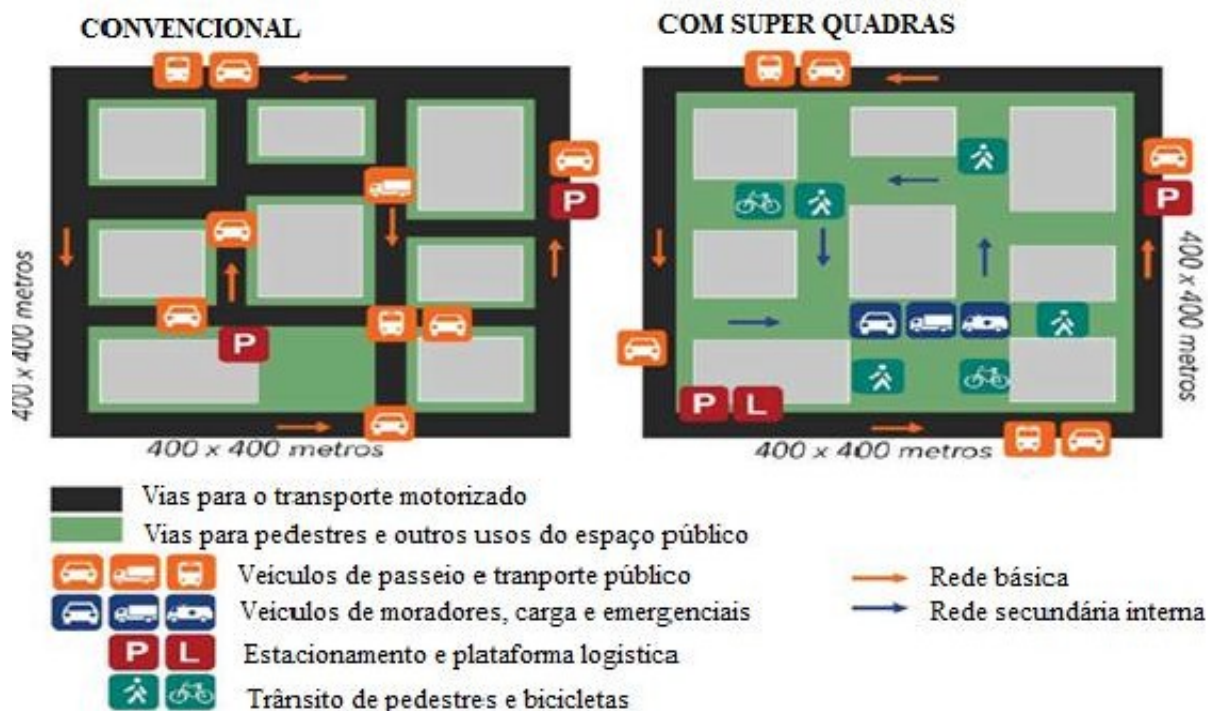 CONVENCIONAL
COM SUPER QUADRAS
P
P
P
P L
400 x 400 metros
400 x 400 metros
400 x 400 metros
400 x 400 metros
Vias para o transporte motorizado
Vias para pedestres e outros usos do espaço público
Veículos de passeio e tranporte público
Veículos de moradores, carga e emergenciais
P L Estacionamento e plataforma logística
Trânsito de pedestres e bicicletas
Rede básica
Rede secundária interna